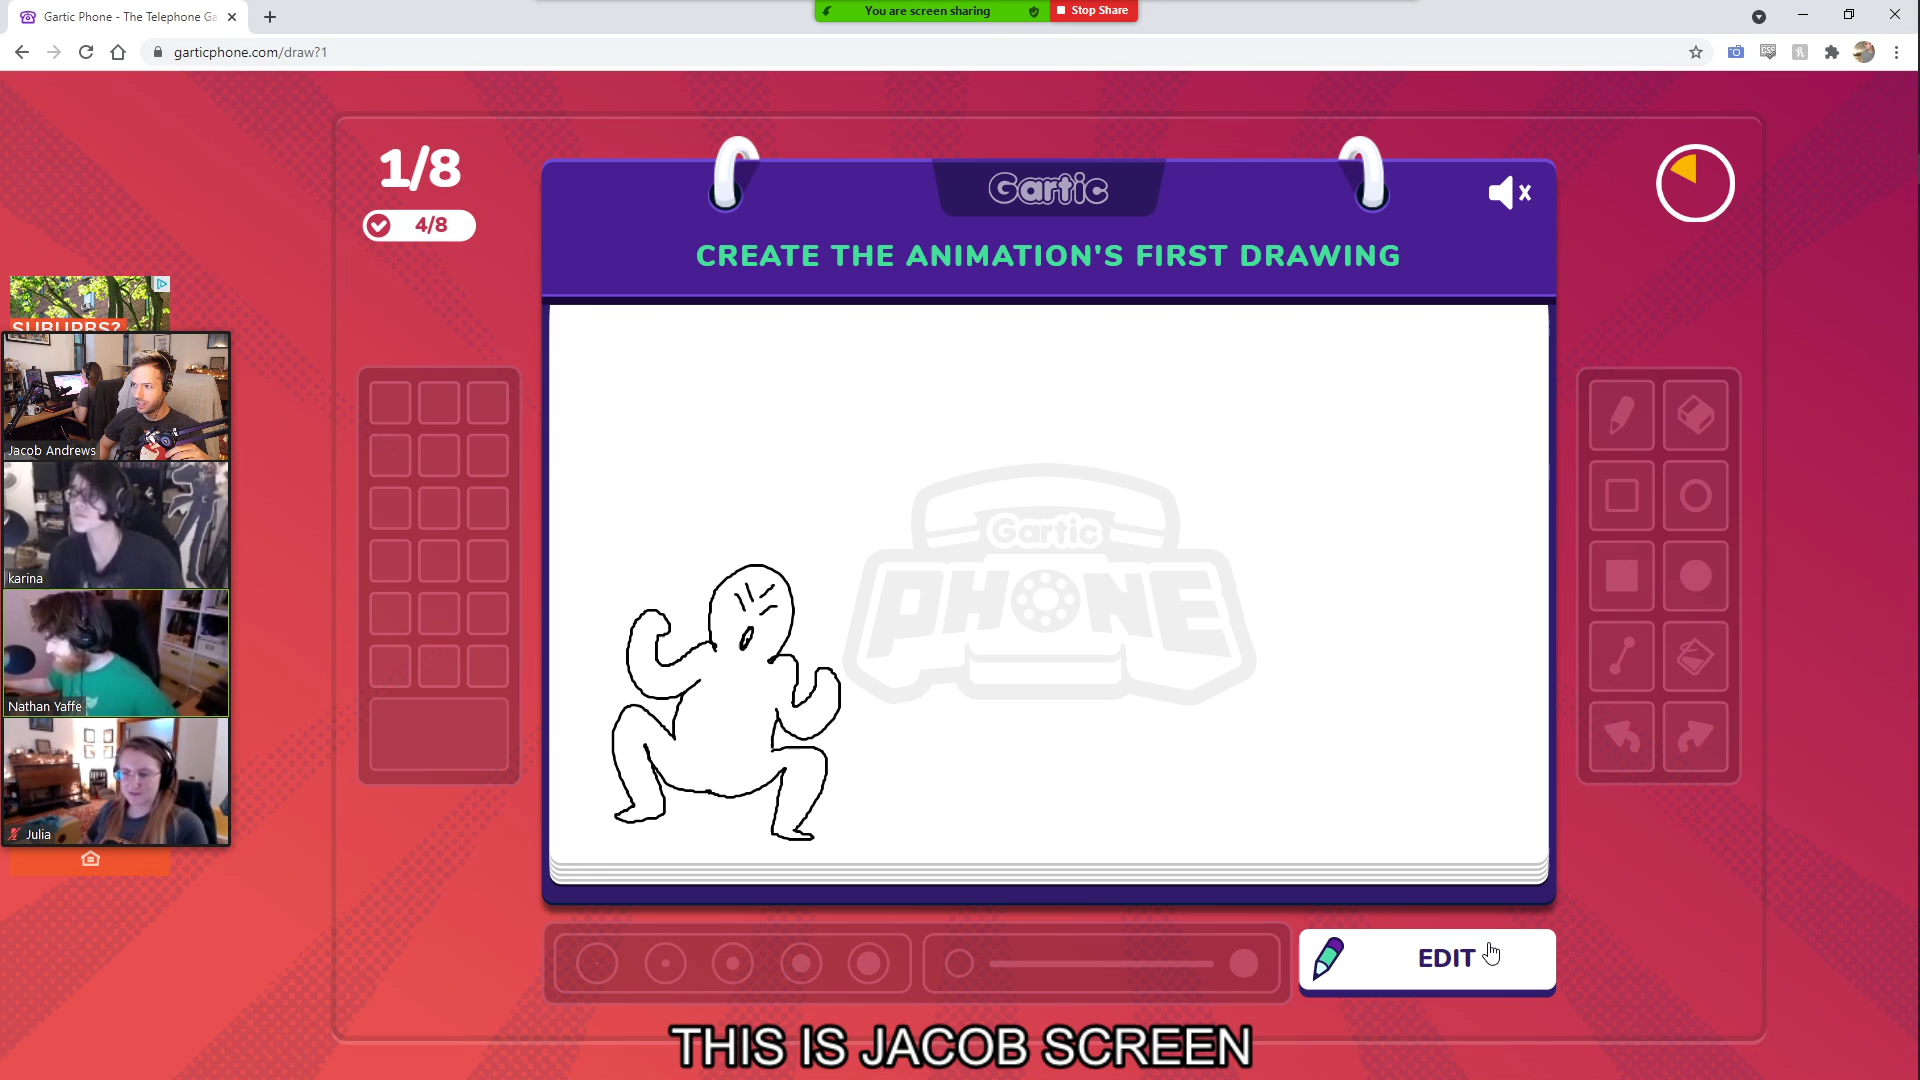 Gartic Phone - The Telephone Ga
You are screen sharing
Stop Share
garticphone.com/draw?1
1/8
4/8
Gartic
CREATE THE ANIMATION'S FIRST DRAWING
SUBURBS?
Jacob Andrews
karina
Nathan Yaffe
Julia
Gartic
PHONE
EDIT
THIS IS JACOB SCREEN